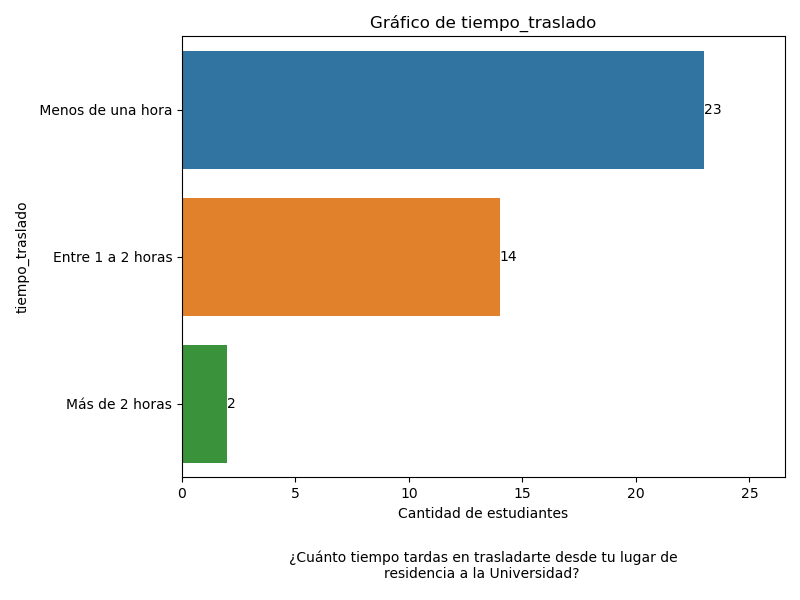 Gráfico de tiempo_traslado
Menos de una hora
23
Entre 1 a 2 horas
14
Más de 2 horas
2
tiempo_traslado
0 5 10 15 20 25
Cantidad de estudiantes
¿Cuánto tiempo tardas en trasladarte desde tu lugar de
residencia a la Universidad?